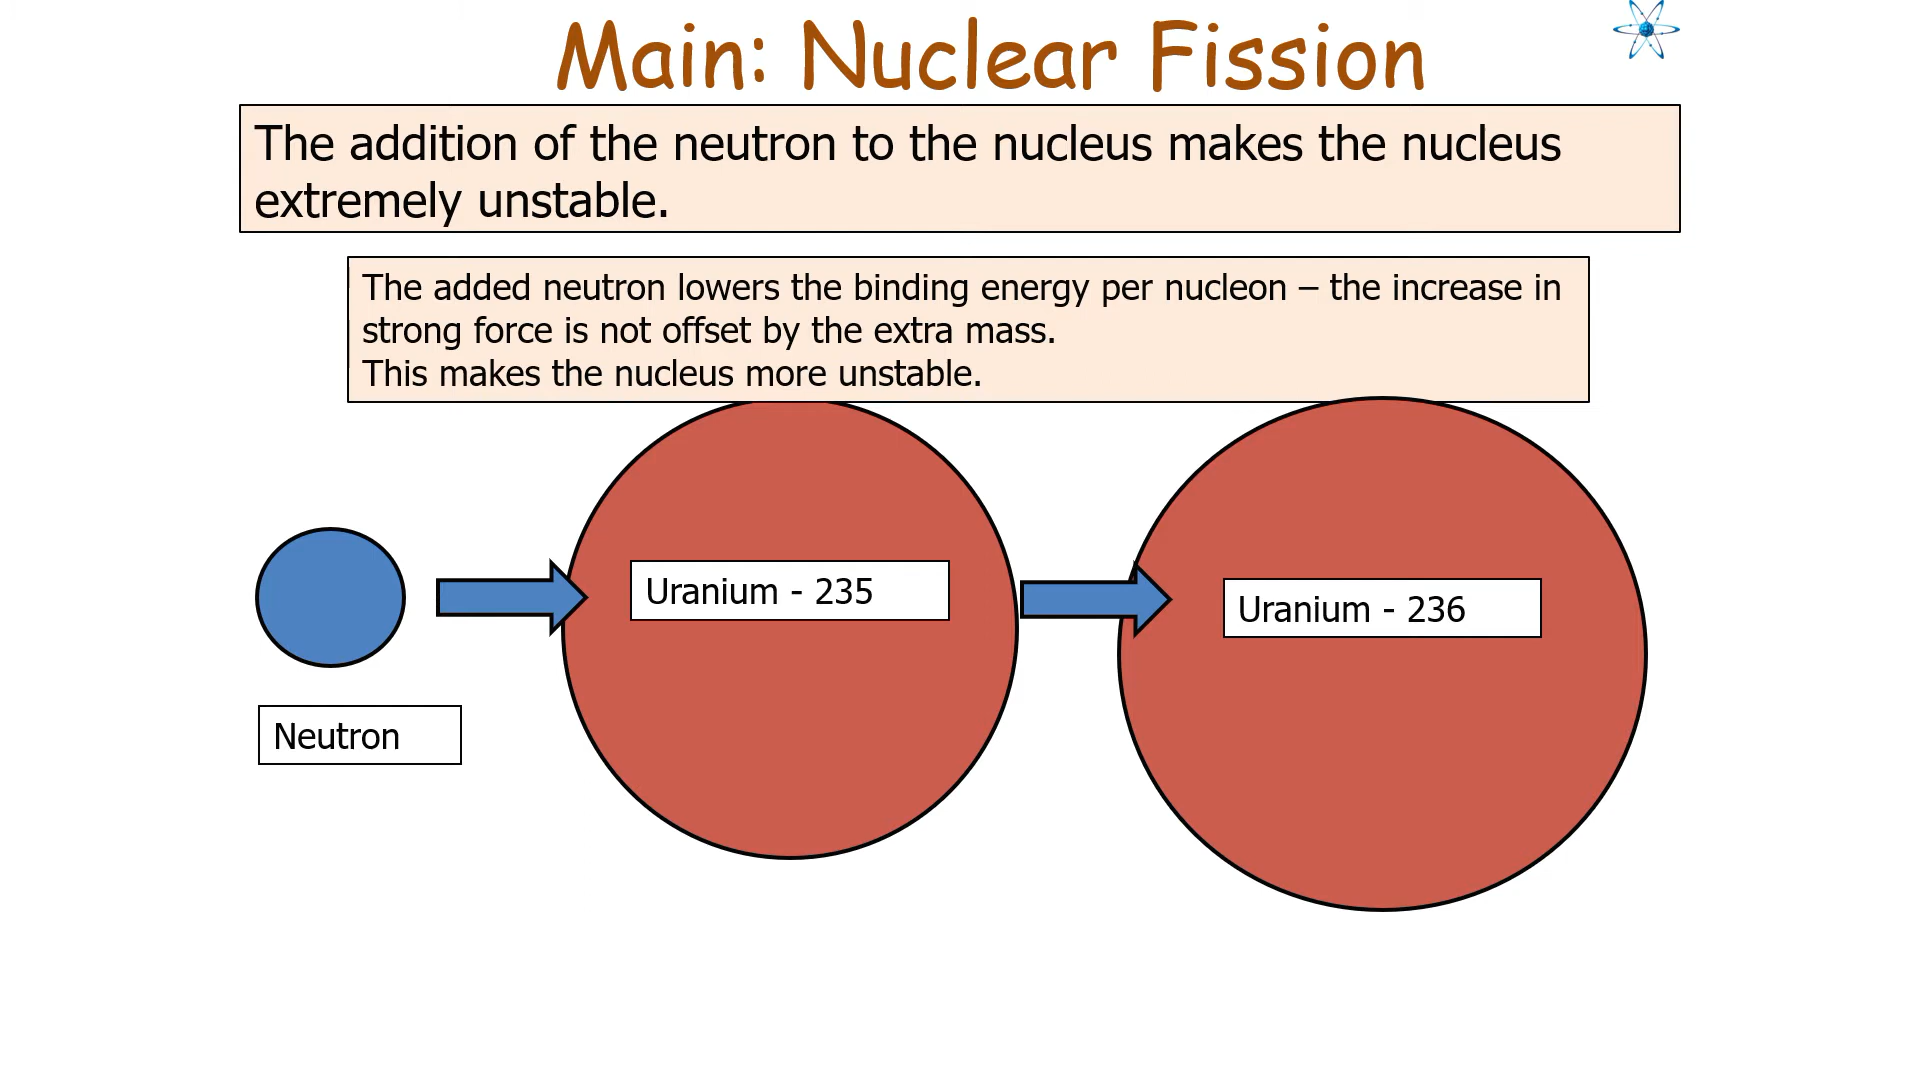 Main: Nuclear Fission
The addition of the neutron to the nucleus makes the nucleus
extremely unstable.
The added neutron lowers the binding energy per nucleon – the increase in
strong force is not offset by the extra mass.
This makes the nucleus more unstable.
Uranium - 235
Uranium - 236
Neutron